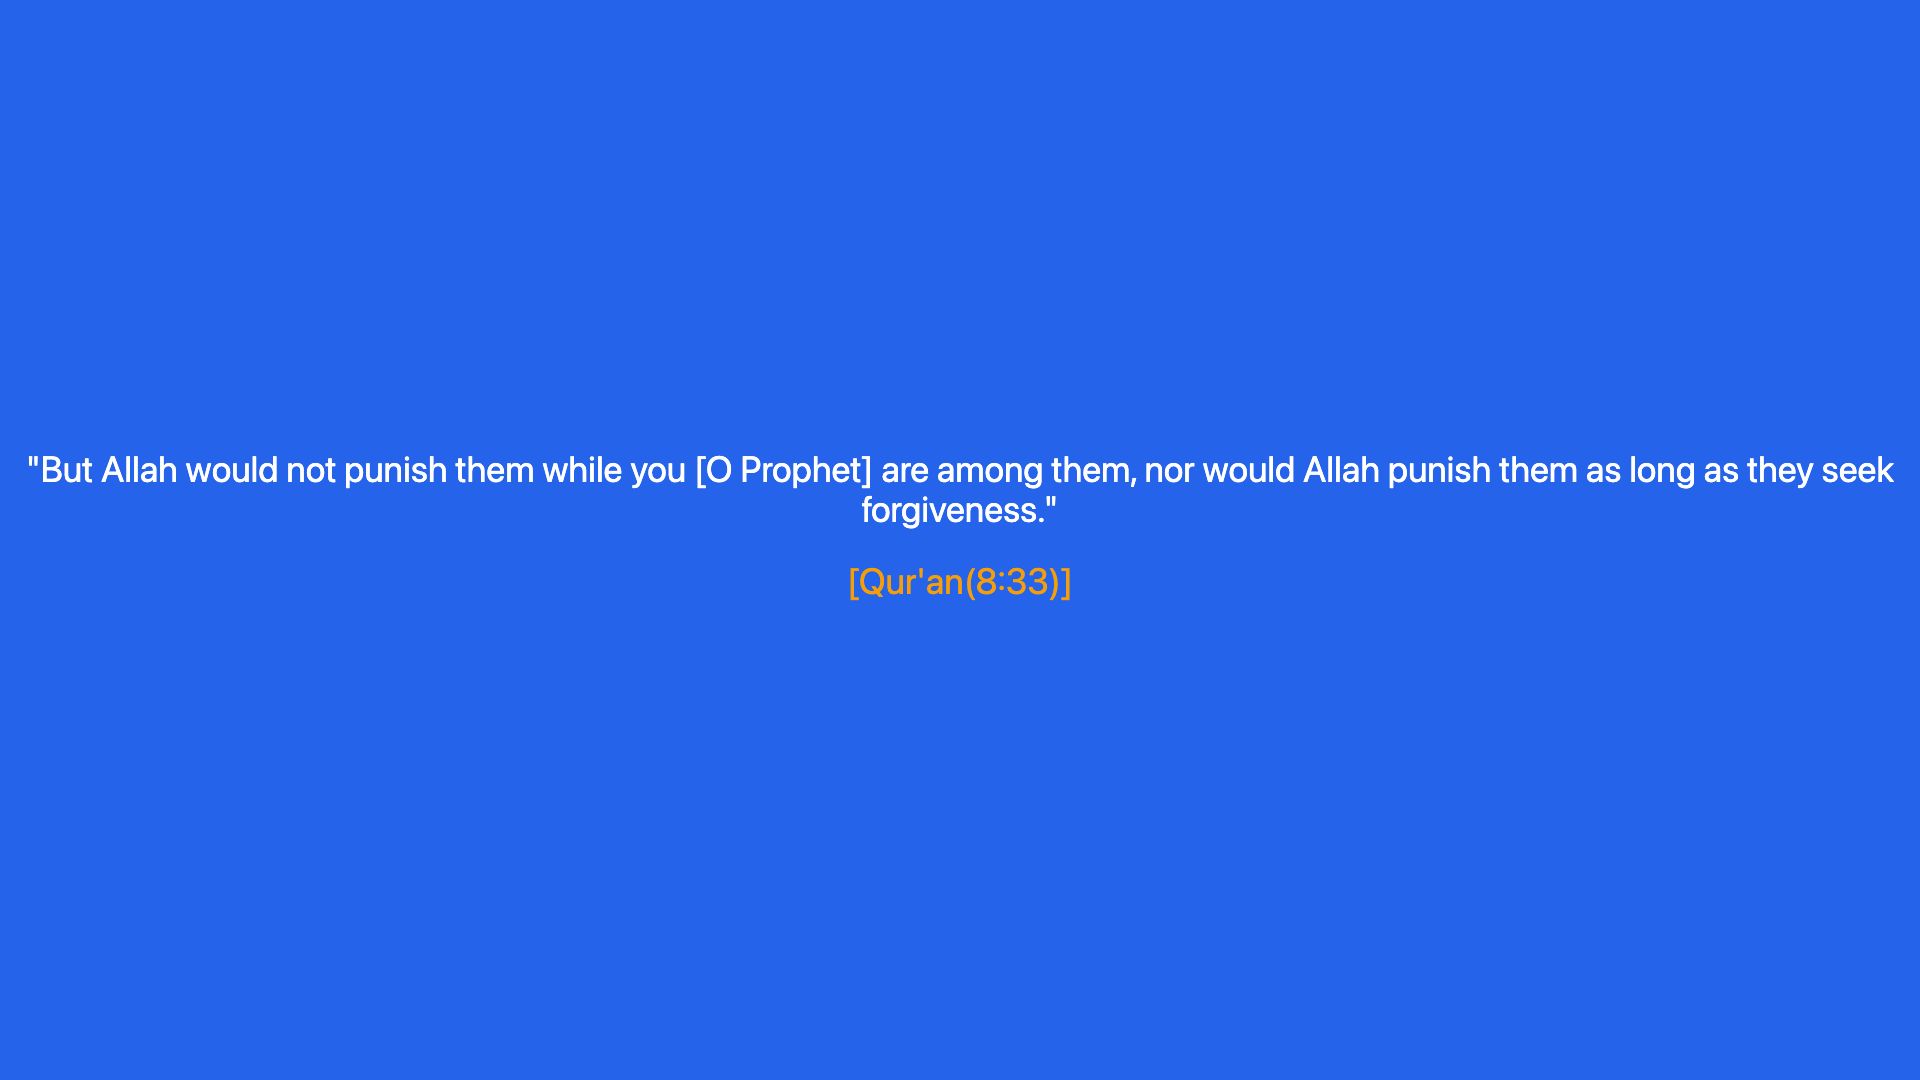 "But Allah would not punish them while you [O Prophet] are among them, nor would Allah punish them as long as they seek
forgiveness."
[Qur'an(8:33)]